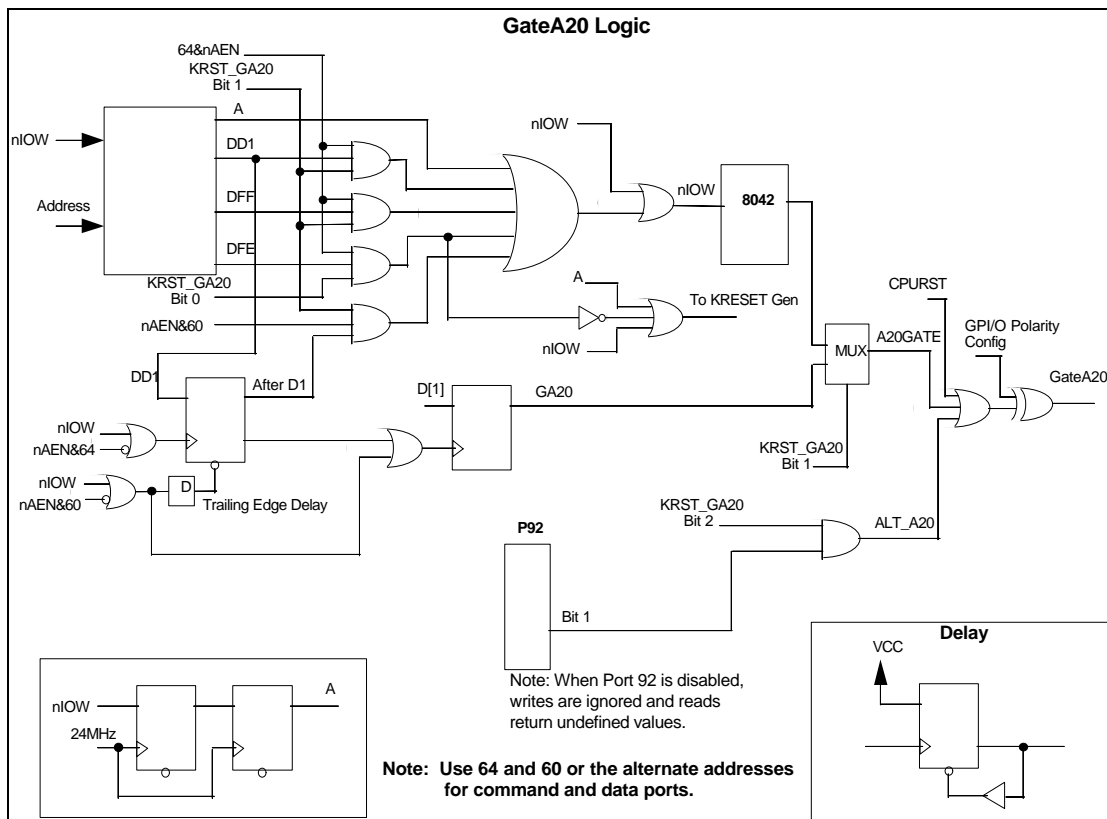 GateA20 Logic
64&nAEN
KRST_GA20
Bit 1
A
nIOW
DD1
nIOW
nIOW
8042
Address
DFF
DFE
KRST_GA20
Bit 0
A
To KRESET Gen
CPURST
nAEN&60
nIOW
GPI/O Polarity
Config
MUX
A20GATE
GateA20
DD1
After D1
D[1]
GA20
nIOW
nAEN&64
KRST_GA20
Bit 1
nIOW
nAEN&60
D
Trailing Edge Delay
KRST_GA20
Bit 2
P92
ALT_A20
Bit 1
Delay
VCC
Note: When Port 92 is disabled,
writes are ignored and reads
return undefined values.
nIOW
A
24MHz
Note: Use 64 and 60 or the alternate addresses
for command and data ports.